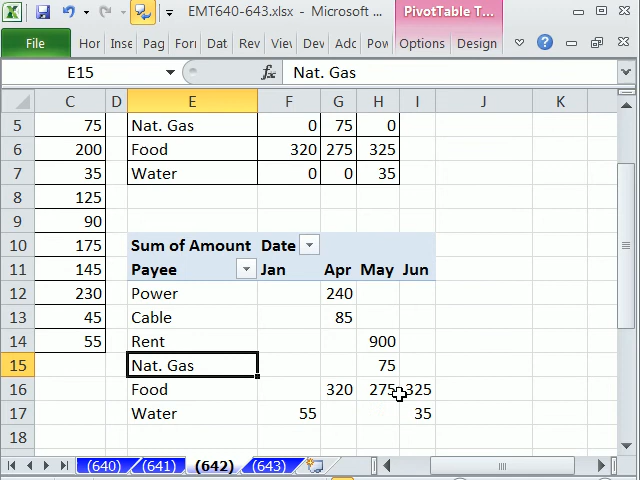 EMT640-643.xlsx - Microsoft ...
PivotTable T...
File Hor Inse Pag For Dat Rev Vie Dev Adc Pow Options Design
E15 fx Nat. Gas
C D E F G H I J K
5 75 Nat. Gas 0 75 0
6 200 Food 320 275 325
7 35 Water 0 0 35
8 125
9 90
10 175 Sum of Amount Date
11 145 Payee Jan Apr May Jun
12 230 Power 240
13 45 Cable 85
14 55 Rent 900
15 Nat. Gas 75
16 Food 320 275 325
17 Water 55 35
18
(640) (641) (642) (643)